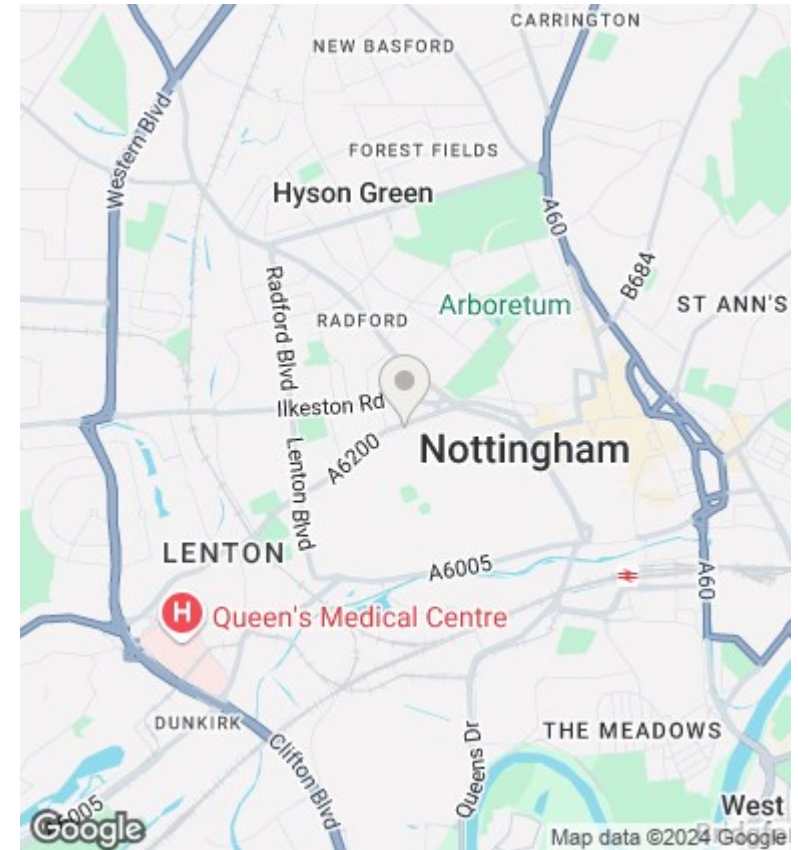 CARRINGTON
NEW BASFORD
Western Blvd
FOREST FIELDS
Hyson Green
A60
B684
Arboretum
ST ANN'S
Radford Blvd
RADFORD
Ilkeston Rd
A6200
Nottingham
Lenton Blvd
LENTON
A6005
A60
H
Queen's Medical Centre
DUNKIRK
Queens Dr
THE MEADOWS
Clifton Blvd
A6005
West
Google
Map data ©2024 Google